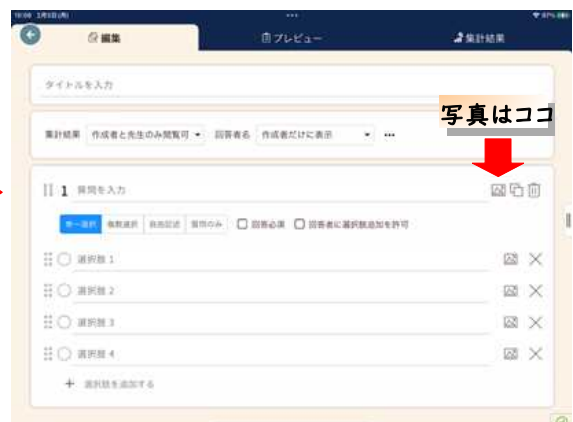 編集
プレビュー
集計結果
タイトルを入力
写真はココ
集計結果 作成者と先生のみ閲覧可 回答者名 作成者だけに表示
1 質問を入力
単一選択 複数選択 自由記述 質問のみ 回答必須 回答者に選択肢追加を許可
選択肢 1
選択肢 2
選択肢 3
選択肢 4
+ 選択肢を追加する